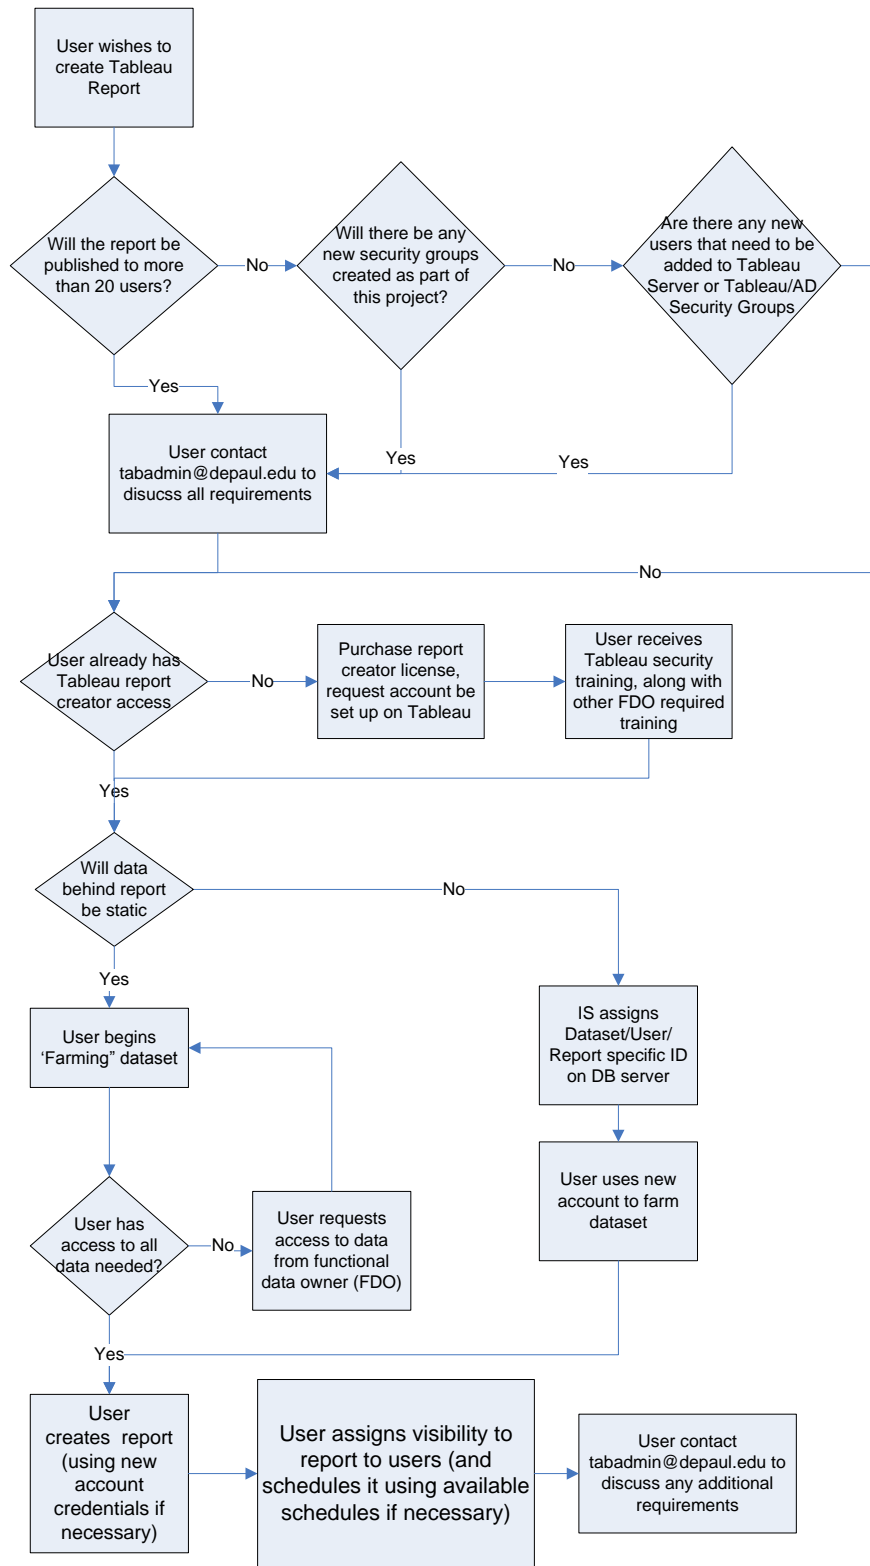 User wishes to
create Tableau
Report
Will the report be
published to more
than 20 users?
No
Will there be any
new security groups
created as part of
this project?
No
Are there any new
users that need to be
added to Tableau
Server or Tableau/AD
Security Groups
Yes
User contact
tabadmin@depaul.edu to
disucss all requirements
Yes
Yes
No
User already has
Tableau report
creator access
No
Purchase report
creator license,
request account be
set up on Tableau
User receives
Tableau security
training, along with
other FDO required
training
Yes
Will data
behind report
be static
No
Yes
User begins
‘Farming” dataset
IS assigns
Dataset/User/
Report specific ID
on DB server
User has
access to all
data needed?
No
User requests
access to data
from functional
data owner (FDO)
User uses new
account to farm
dataset
Yes
User
creates report
(using new
account
credentials if
necessary)
User assigns visibility to
report to users (and
schedules it using available
schedules if necessary)
User contact
tabadmin@depaul.edu to
discuss any additional
requirements